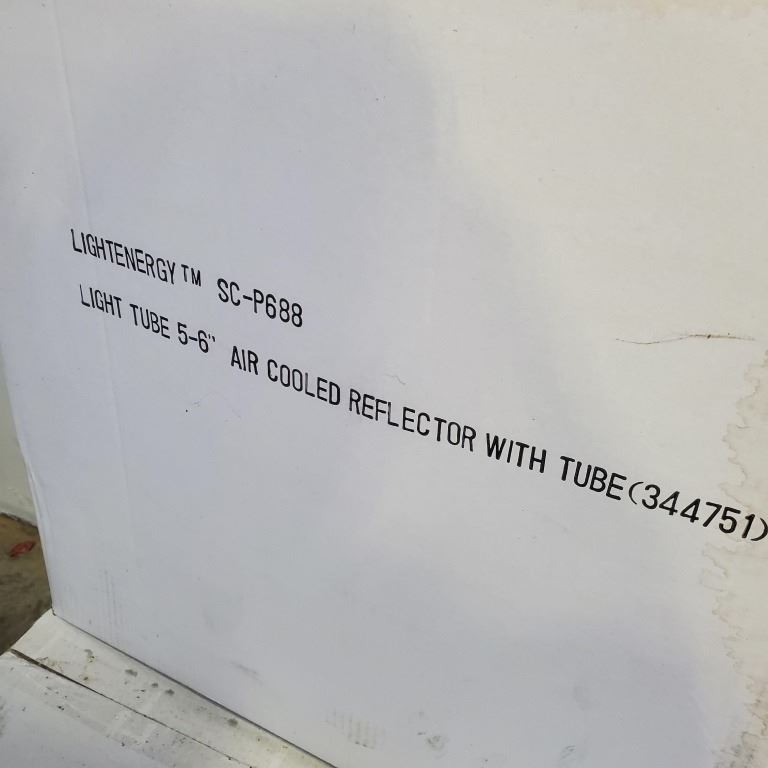 LIGHTENERGY™ SC-P688
LIGHT TUBE 5-6" AIR COOLED REFLECTOR WITH TUBE(344751)